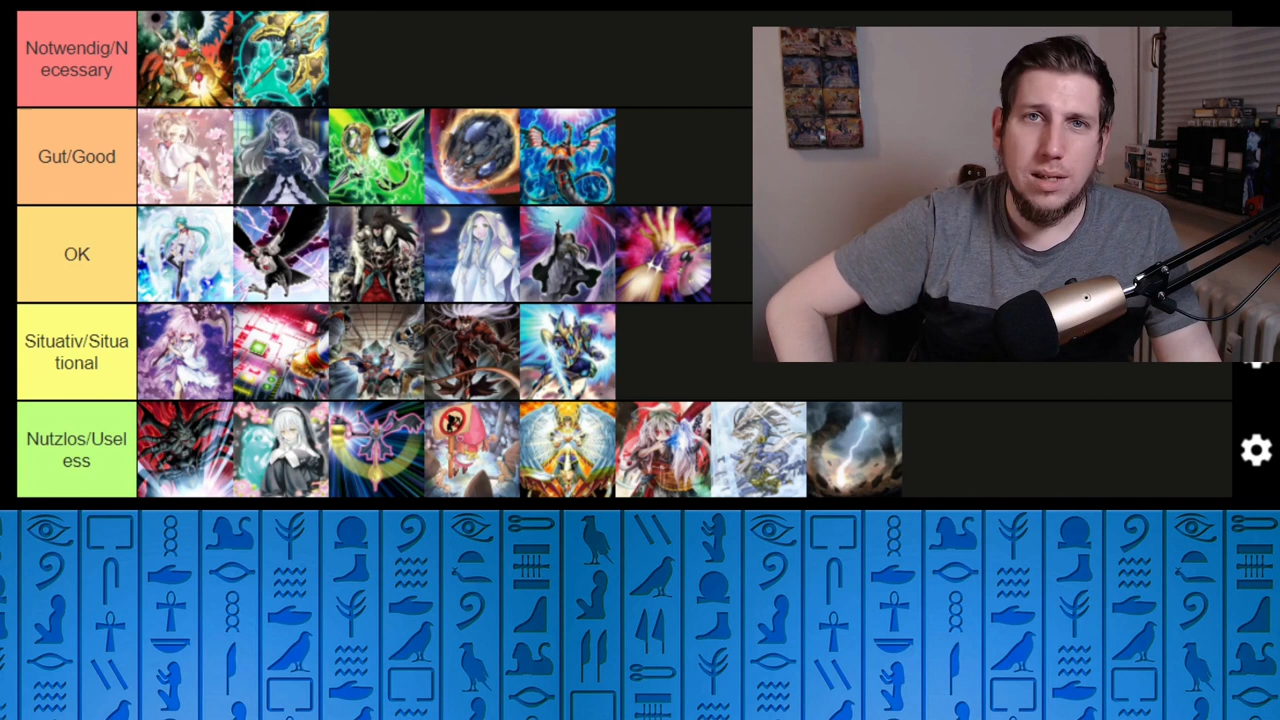 Notwendig/N
ecessary
Gut/Good
OK
Situativ/Situa
tional
Nutzlos/Usel
ess